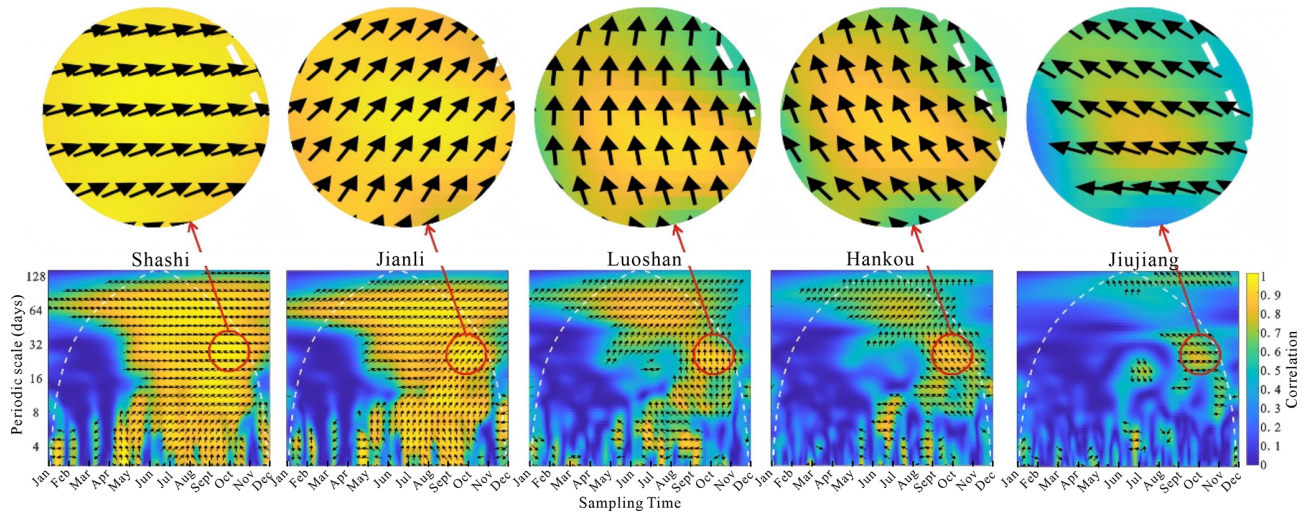 Shashi
Jianli
Luoshan
Hankou
Jiujiang
Periodic scale (days)
128
64
32
16
8
4
Jan Feb Mar Apr May Jun Jul Aug Sept Oct Nov Dec
Jan Feb Mar Apr May Jun Jul Aug Sept Oct Nov Dec
Jan Feb Mar Apr May Jun Jul Aug Sept Oct Nov Dec
Jan Feb Mar Apr May Jun Jul Aug Sept Oct Nov Dec
Jan Feb Mar Apr May Jun Jul Aug Sept Oct Nov Dec
Sampling Time
1
0.9
0.8
0.7
0.6
0.5
0.4
0.3
0.2
0.1
0
Correlation